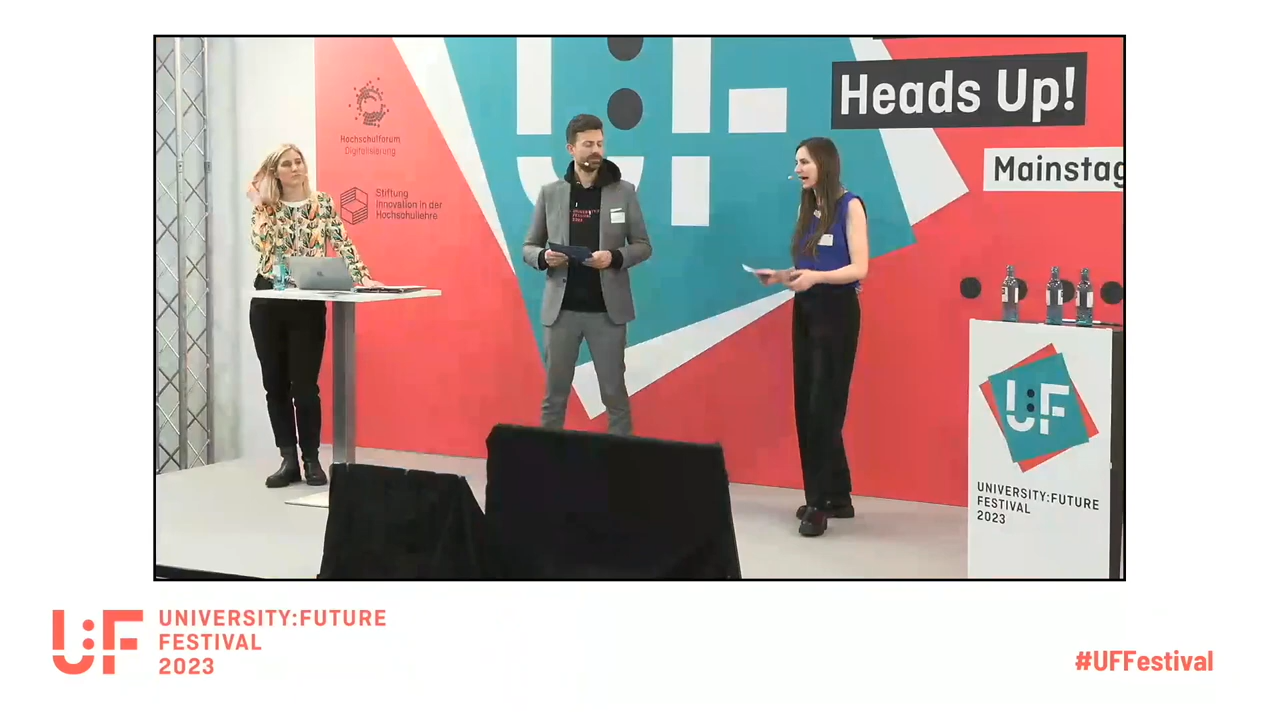 Heads Up!
Mainstag
Hochschulforum
Digitalisierung
Stiftung
Innovation in der
Hochschullehre
U:F
UNIVERSITY:FUTURE
FESTIVAL
2023
U:F
UNIVERSITY:FUTURE
FESTIVAL
2023
#UFFestival